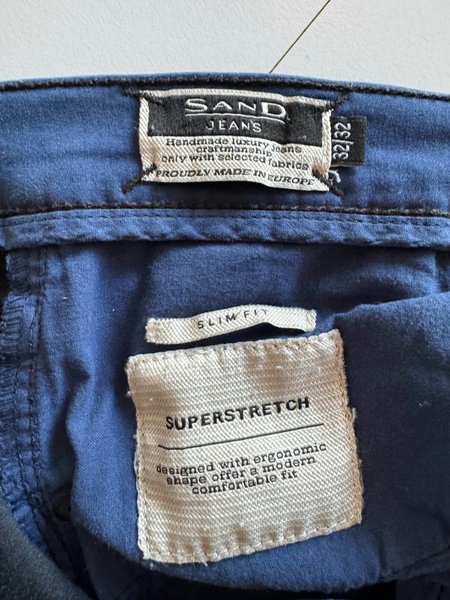 SAND
JEANS
Handmade luxury jeans
craftmanship
only with selected fabrics
PROUDLY MADE IN EUROPE
32/32
SLIM FIT
SUPERSTRETCH
designed with ergonomic
shape offer a modern
comfortable fit